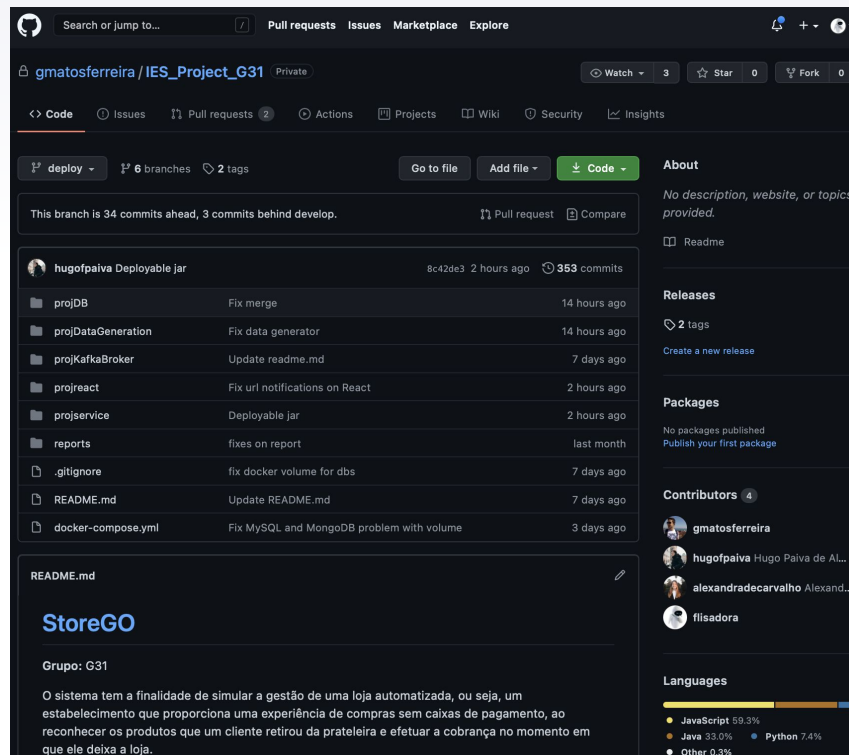 Search or jump to... /
Pull requests Issues Marketplace Explore
gmatosferreira / IES_Project_G31 Private
Watch 3 Star 0 Fork 0
<> Code Issues Pull requests 2 Actions Projects Wiki Security Insights
deploy 6 branches 2 tags Go to file Add file Code
This branch is 34 commits ahead, 3 commits behind develop. Pull request Compare
hugofpaiva Deployable jar 8c42de3 2 hours ago 353 commits
projDB Fix merge 14 hours ago
projDataGeneration Fix data generator 14 hours ago
projKafkaBroker Update readme.md 7 days ago
projreact Fix url notifications on React 2 hours ago
projservice Deployable jar 2 hours ago
reports fixes on report last month
.gitignore fix docker volume for dbs 7 days ago
README.md Update README.md 7 days ago
docker-compose.yml Fix MySQL and MongoDB problem with volume 3 days ago
README.md
StoreGO
Grupo: G31
O sistema tem a finalidade de simular a gestão de uma loja automatizada, ou seja, um
estabelecimento que proporciona uma experiência de compras sem caixas de pagamento, ao
reconhecer os produtos que um cliente retirou da prateleira e efetuar a cobrança no momento em
que ele deixa a loja.
About
No description, website, or topics
provided.
Readme
Releases
2 tags
Create a new release
Packages
No packages published
Publish your first package
Contributors 4
gmatosferreira
hugofpaiva Hugo Paiva de Al...
alexandradecarvalho Alexand...
flisadora
Languages
JavaScript 59.3%
Java 33.0% Python 7.4%
Other 0.3%